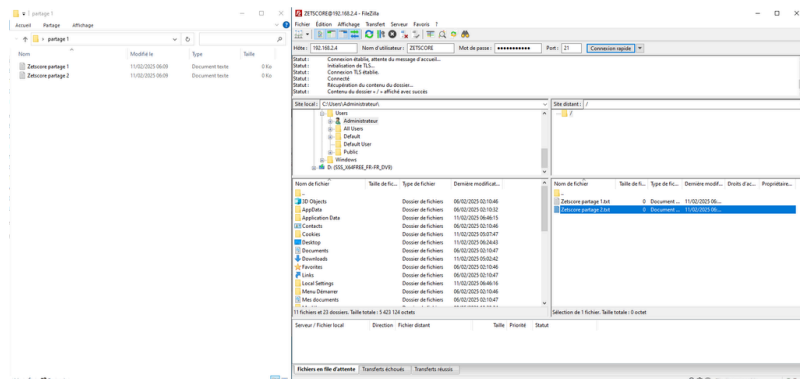 partage 1
Accueil Partage Affichage
partage 1
Nom Modifié le Type Taille
Zetscore partage 1 11/02/2025 06:09 Document texte 0 Ko
Zetscore partage 2 11/02/2025 06:09 Document texte 0 Ko
ZETSCORE@192.168.2.4 - FileZilla
Fichier Édition Affichage Transfert Serveur Favoris ?
Hôte : 192.168.2.4 Nom d'utilisateur : ZETSCORE Mot de passe : ●●●●●●●●●●● Port : 21 Connexion rapide
Statut : Connexion établie, attente du message d'accueil...
Statut : Initialisation de TLS...
Statut : Connexion TLS établie.
Statut : Connecté
Statut : Récupération du contenu du dossier...
Statut : Contenu du dossier « / » affiché avec succès
Site local : C:\Users\Administrateur\
Users
Administrateur
All Users
Default
Default User
Public
Windows
D: (SSS_X64FREE_FR-FR_DV9)
Site distant : /
/
Nom de fichier Taille de fic... Type de fichier Dernière modificat...
..
3D Objects Dossier de fichiers 06/02/2025 02:10:46
AppData Dossier de fichiers 06/02/2025 02:10:32
Application Data Dossier de fichiers 11/02/2025 06:46:15
Contacts Dossier de fichiers 06/02/2025 02:10:46
Cookies Dossier de fichiers 11/02/2025 05:07:47
Desktop Dossier de fichiers 11/02/2025 06:24:43
Documents Dossier de fichiers 06/02/2025 02:10:47
Downloads Dossier de fichiers 11/02/2025 05:02:42
Favorites Dossier de fichiers 06/02/2025 02:10:46
Links Dossier de fichiers 06/02/2025 02:10:47
Local Settings Dossier de fichiers 11/02/2025 06:46:16
Menu Démarrer Dossier de fichiers 06/02/2025 02:10:46
Mes documents Dossier de fichiers 06/02/2025 02:10:47
11 fichiers et 23 dossiers. Taille totale : 5 423 124 octets
Nom de fichier Taille de fi... Type de fic... Dernière modif... Droits d'ac... Propriétaire...
..
Zetscore partage 1.txt 0 Document ... 11/02/2025 06:...
Zetscore partage 2.txt 0 Document ... 11/02/2025 06:...
Sélection de 1 fichier. Taille totale : 0 octet
Serveur / Fichier local Direction Fichier distant Taille Priorité Statut
Fichiers en file d'attente Transferts échoués Transferts réussis